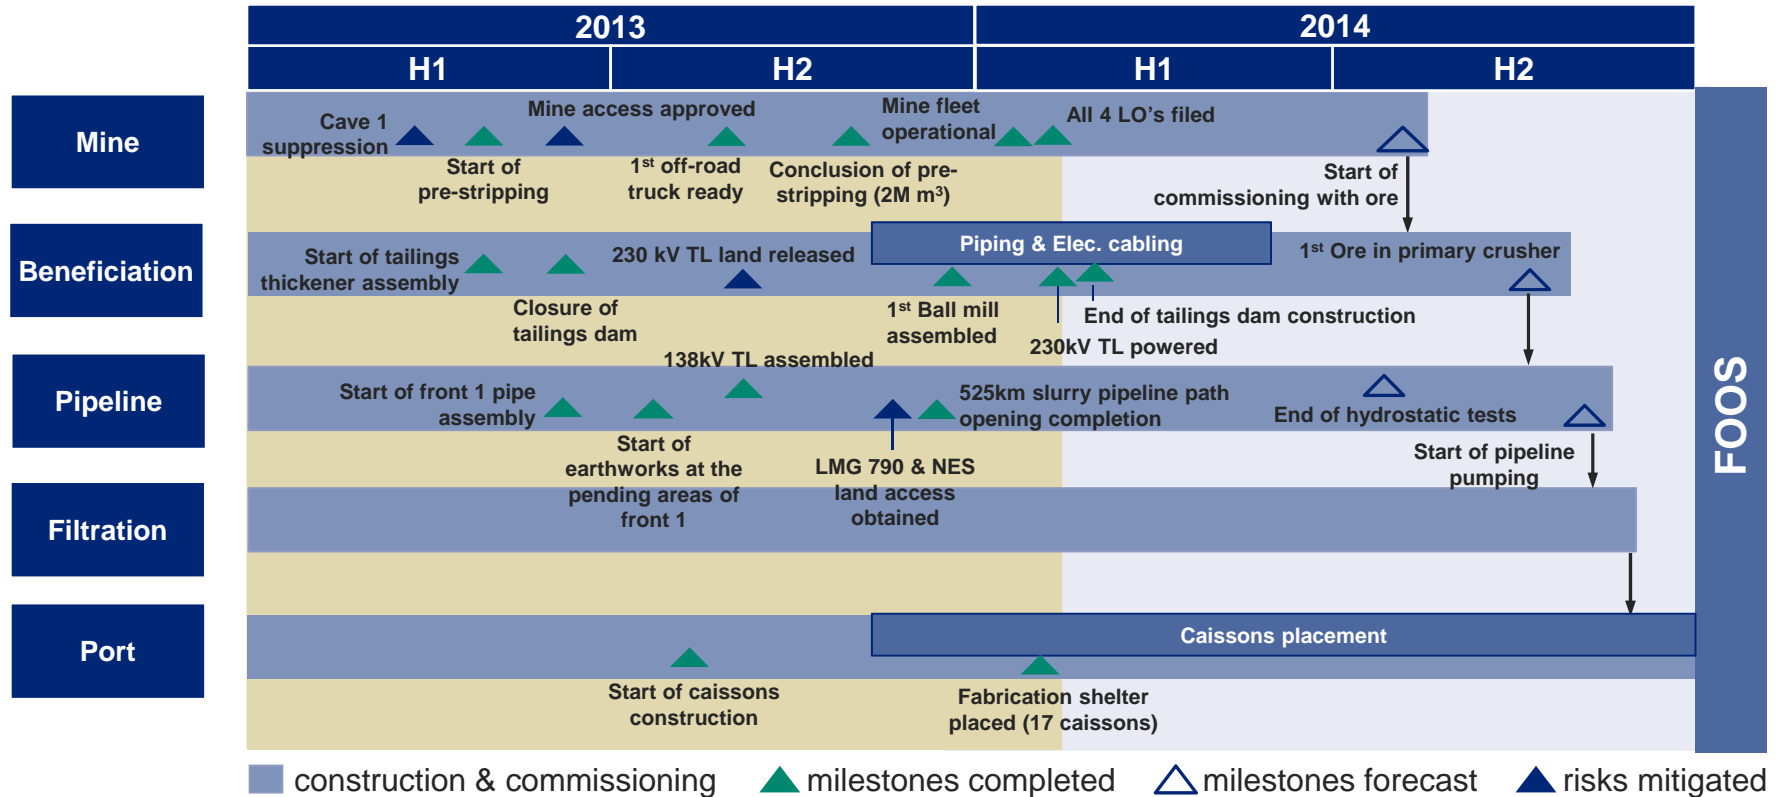 2013
2014
H1
H2
H1
H2
Mine
Cave 1
suppression
Mine access approved
Mine fleet
operational
All 4 LO's filed
Start of
pre-stripping
1st off-road
truck ready
Conclusion of pre-
stripping (2M m3)
Start of
commissioning with ore
Beneficiation
Start of tailings
thickener assembly
230 kV TL land released
Piping & Elec. cabling
1st Ore in primary crusher
Closure of
tailings dam
1st Ball mill
assembled
End of tailings dam construction
230kV TL powered
Pipeline
138kV TL assembled
Start of front 1 pipe
assembly
525km slurry pipeline path
opening completion
End of hydrostatic tests
Start of
earthworks at the
pending areas of
front 1
LMG 790 & NES
land access
obtained
Start of pipeline
pumping
Filtration
Port
Caissons placement
Start of caissons
construction
Fabrication shelter
placed (17 caissons)
FOOS
construction & commissioning
milestones completed
milestones forecast
risks mitigated